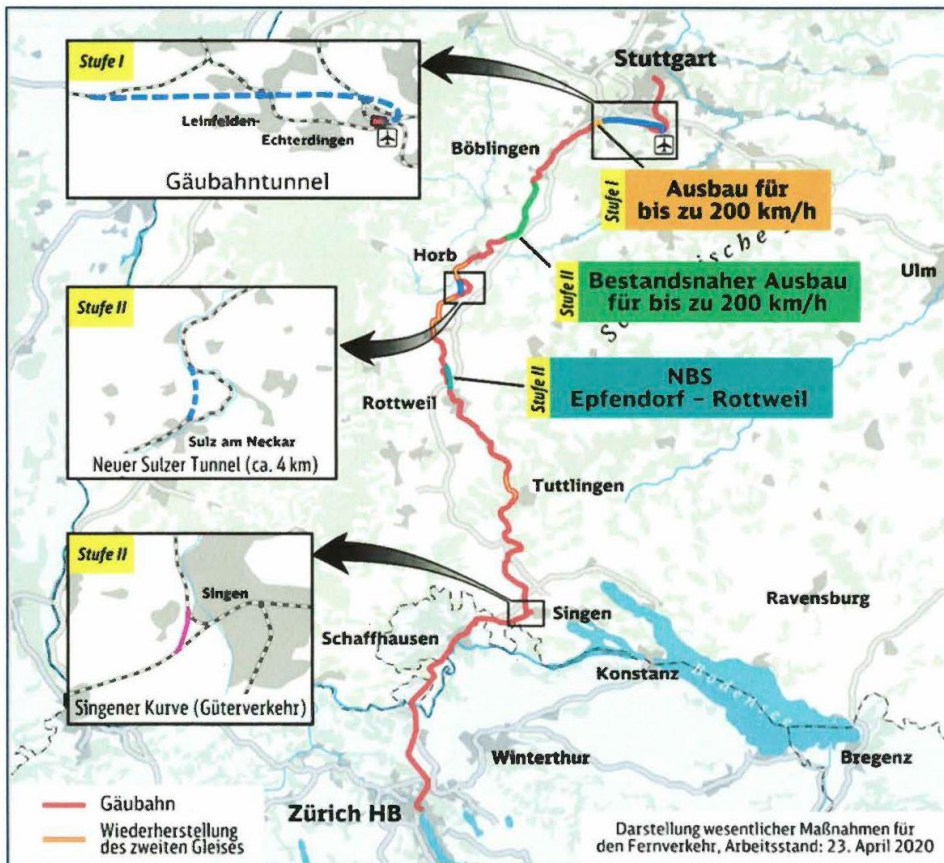 Stufe I
Leinfelden-
Echterdingen
Gäubahntunnel
Stuttgart
Böblingen
Stufe I
Ausbau für
bis zu 200 km/h
Horb
Stufe II
Bestandsnaher Ausbau
für bis zu 200 km/h
Ulm
Stufe II
Sulz am Neckar
Neuer Sulzer Tunnel (ca. 4 km)
Stufe II
NBS
Epfendorf – Rottweil
Rottweil
Tuttlingen
Stufe II
Singen
Singener Kurve (Güterverkehr)
Singen
Ravensburg
Schaffhausen
Konstanz
Winterthur
Bregenz
Zürich HB
Gäubahn
Wiederherstellung
des zweiten Gleises
Darstellung wesentlicher Maßnahmen für
den Fernverkehr, Arbeitsstand: 23. April 2020